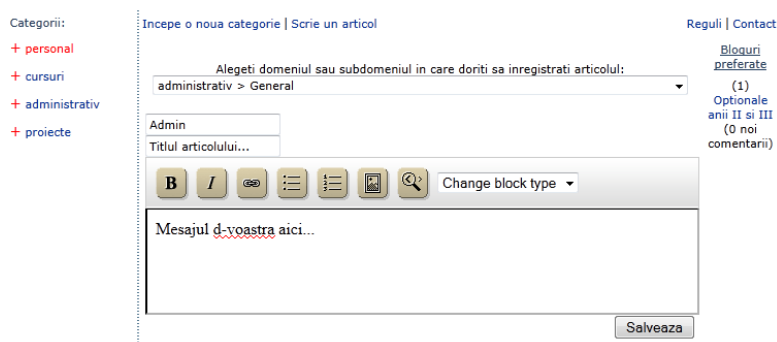 Categorii:
+ personal
+ cursuri
+ administrativ
+ proiecte
Incepe o noua categorie | Scrie un articol
Reguli | Contact
Alegeti domeniul sau subdomeniul in care doriti sa inregistrati articolul:
administrativ > General
Admin
Titlul articolului...
B I Change block type
Mesajul d-voastra aici...
Salveaza
Bloguri
preferate
(1)
Optionale
anii II si III
(0 noi
comentarii)